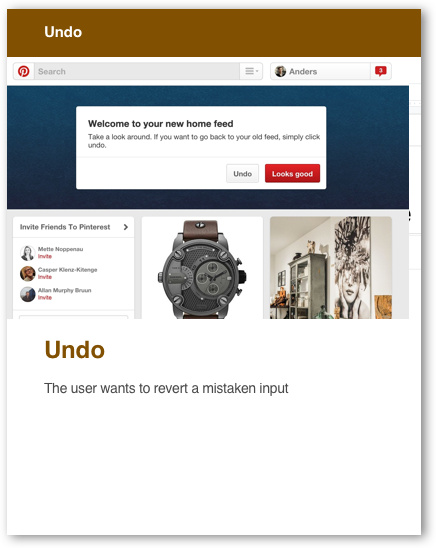 Undo
Search
Anders
3
Welcome to your new home feed
Take a look around. If you want to go back to your old feed, simply click
undo.
Undo
Looks good
Invite Friends To Pinterest
Mette Noppenau
Invite
Casper Klenz-Kitenge
Invite
Allan Murphy Bruun
Invite
Undo
The user wants to revert a mistaken input